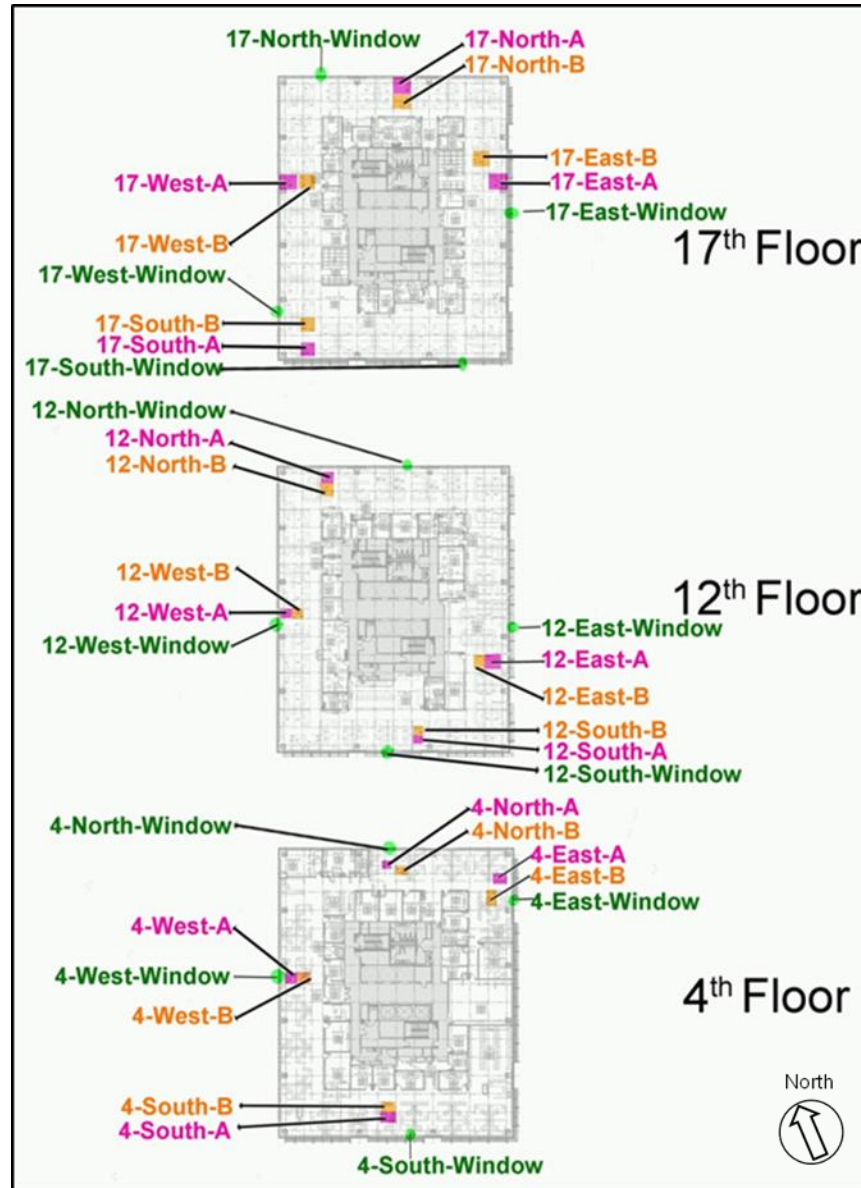 17-North-Window
17-North-A
17-North-B
17-East-B
17-West-A
17-East-A
17-East-Window
17-West-B
17th Floor
17-West-Window
17-South-B
17-South-A
17-South-Window
12-North-Window
12-North-A
12-North-B
12-West-B
12-West-A
12th Floor
12-West-Window
12-East-Window
12-East-A
12-East-B
12-South-B
12-South-A
12-South-Window
4-North-A
4-North-Window
4-North-B
4-East-A
4-East-B
4-East-Window
4-West-A
4-West-Window
4th Floor
4-West-B
North
4-South-B
4-South-A
4-South-Window